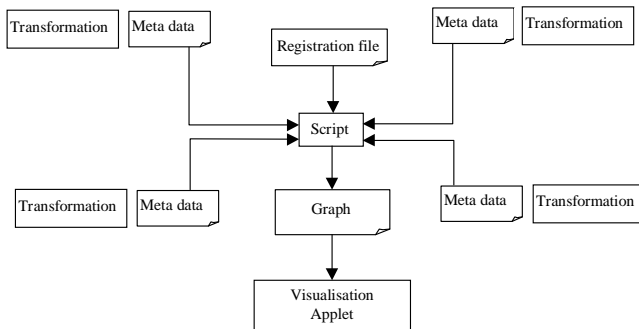 Transformation
Meta data
Registration file
Meta data
Transformation
Script
Transformation
Meta data
Graph
Meta data
Transformation
Visualisation
Applet